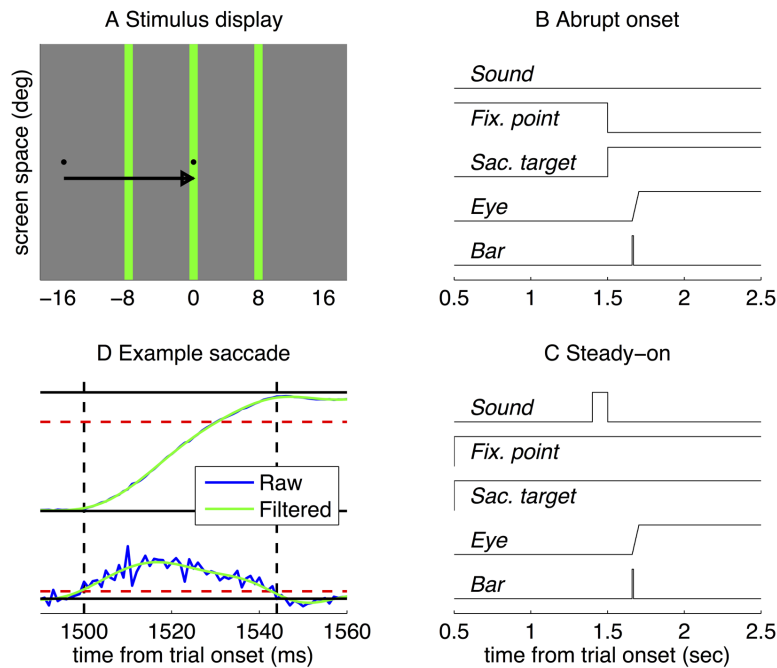 A Stimulus display
screen space (deg)
−16 −8 0 8 16
B Abrupt onset
Sound
Fix. point
Sac. target
Eye
Bar
0.5 1 1.5 2 2.5
D Example saccade
Raw
Filtered
1500 1520 1540 1560
time from trial onset (ms)
C Steady−on
Sound
Fix. point
Sac. target
Eye
Bar
0.5 1 1.5 2 2.5
time from trial onset (sec)